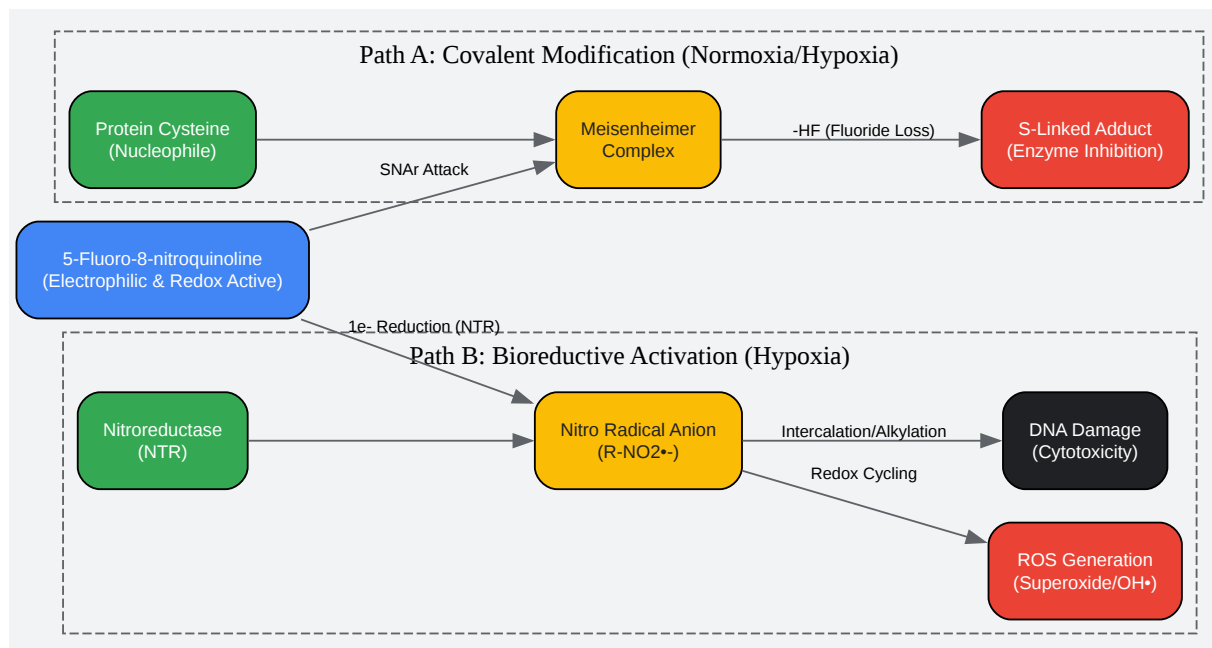 Path A: Covalent Modification (Normoxia/Hypoxia)
Protein Cysteine
(Nucleophile)
Meisenheimer
Complex
-HF (Fluoride Loss)
S-Linked Adduct
(Enzyme Inhibition)
SNAr Attack
5-Fluoro-8-nitroquinoline
(Electrophilic & Redox Active)
1e- Reduction (NTR)
Path B: Bioreductive Activation (Hypoxia)
Nitroreductase
(NTR)
Nitro Radical Anion
(R-NO2•-)
Intercalation/Alkylation
DNA Damage
(Cytotoxicity)
Redox Cycling
ROS Generation
(Superoxide/OH•)